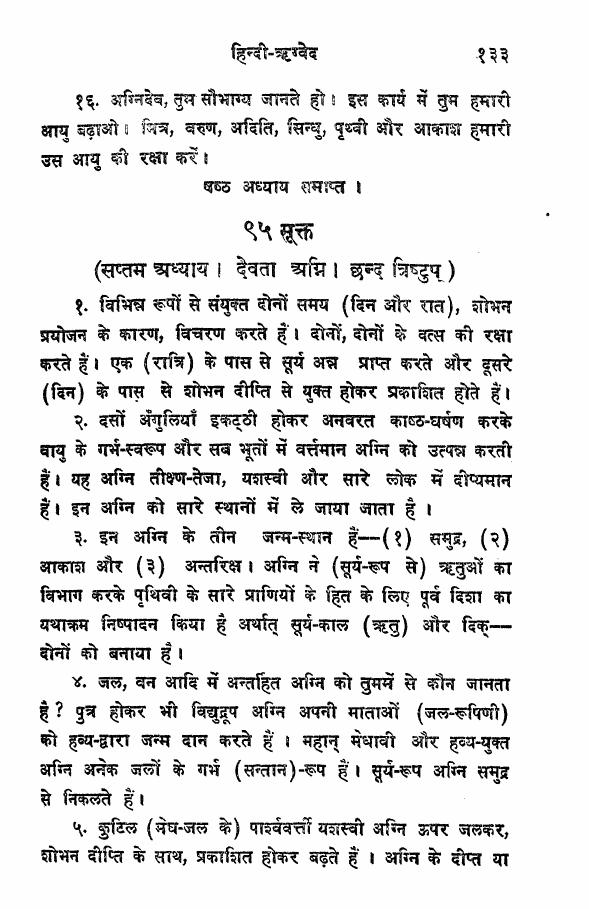 हिन्दी-ऋग्वेद १३३
१६. अग्निदेव, तुम सौभाग्य जानते हो। इस कार्य में तुम हमारी
आयु बढ़ाओ। मित्र, वरुण, अदिति, सिन्धु, पृथ्वी और आकाश हमारी
उस आयु की रक्षा करें।
षष्ठ अध्याय समाप्त ।
९५ सूक्त
(सप्तम अध्याय। देवता अग्नि। छन्द त्रिष्टुप् )
१. विभिन्न रूपों से संयुक्त दोनों समय (दिन और रात), शोभन
प्रयोजन के कारण, विचरण करते हैं। दोनों, दोनों के वत्स की रक्षा
करते हैं। एक (रात्रि) के पास से सूर्य अन्न प्राप्त करते और दूसरे
(दिन) के पास से शोभन दीप्ति से युक्त होकर प्रकाशित होते हैं।
२. दसों अँगुलियाँ इकट्ठी होकर अनवरत काष्ठ-घर्षण करके
वायु के गर्भ-स्वरूप और सब भूतों में वर्त्तमान अग्नि को उत्पन्न करती
हैं। यह अग्नि तीक्ष्ण-तेजा, यशस्वी और सारे लोक में दीप्यमान
हैं। इन अग्नि को सारे स्थानों में ले जाया जाता है ।
३. इन अग्नि के तीन जन्म-स्थान हैं—(१) समुद्र, (२)
आकाश और (३) अन्तरिक्ष। अग्नि ने (सूर्य-रूप से) ऋतुओं का
विभाग करके पृथिवी के सारे प्राणियों के हित के लिए पूर्व दिशा का
यथाक्रम निष्पादन किया है अर्थात् सूर्य-काल (ऋतु) और दिक्—
दोनों को बनाया है।
४. जल, वन आदि में अन्तर्हित अग्नि को तुममें से कौन जानता
है? पुत्र होकर भी विद्युद्रूप अग्नि अपनी माताओं (जल-रूपिणी)
को हव्य-द्वारा जन्म दान करते हैं । महान् मेधावी और हव्य-युक्त
अग्नि अनेक जलों के गर्भ (सन्तान)-रूप हैं। सूर्य-रूप अग्नि समुद्र
से निकलते हैं।
५. कुटिल (मेघ-जल के) पार्श्ववर्त्ती यशस्वी अग्नि ऊपर जलकर,
शोभन दीप्ति के साथ, प्रकाशित होकर बढ़ते हैं । अग्नि के दीप्त या